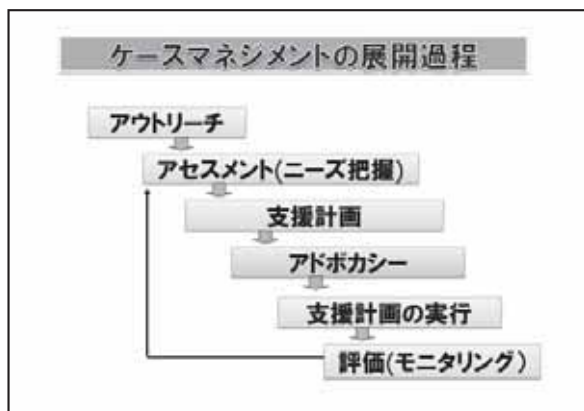 ケースマネジメントの展開過程
アウトリーチ
アセスメント(ニーズ把握)
支援計画
アドボカシー
支援計画の実行
評価(モニタリング)